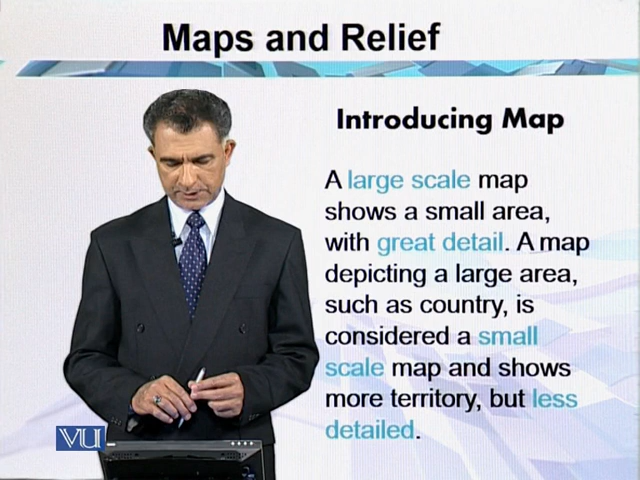 Maps and Relief
Introducing Map
A large scale map
shows a small area,
with great detail. A map
depicting a large area,
such as country, is
considered a small
scale map and shows
more territory, but less
detailed.
VU